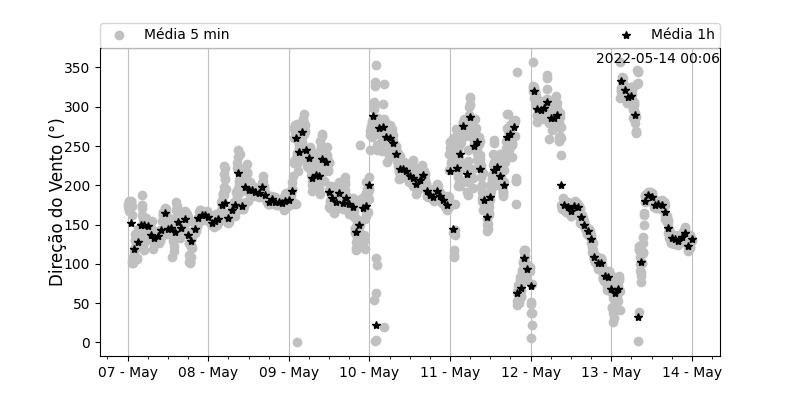 Média 5 min
Média 1h
2022-05-14 00:06
Direção do Vento (°)
350
300
250
200
150
100
50
0
07 - May
08 - May
09 - May
10 - May
11 - May
12 - May
13 - May
14 - May